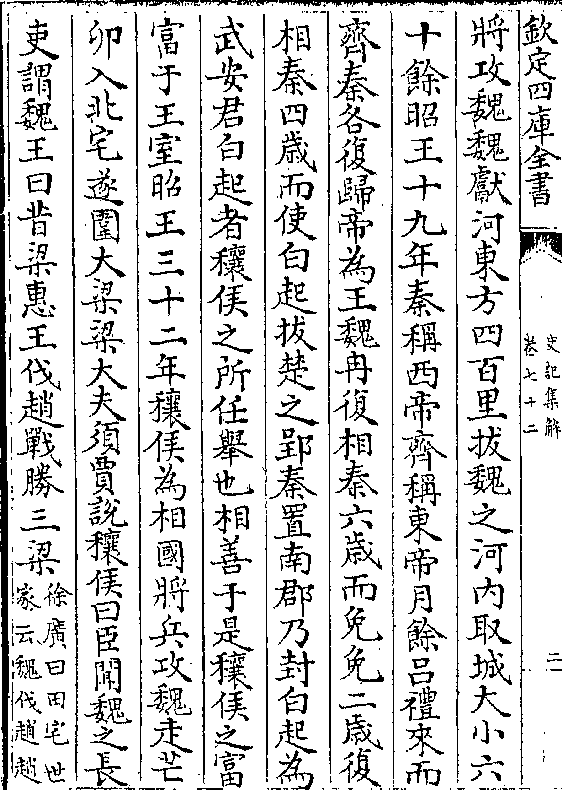 欽定四庫全書
史記集解
卷七十二
二
將攻魏魏獻河東方四百里拔魏之河内取城大小六
十餘昭王十九年秦稱西帝齊稱東帝月餘吕禮來而
齊秦各復歸帝為王魏冉復相秦六歲而免免二歲復
相秦四歲而使白起拔楚之郢秦置南郡乃封白起為
武安君白起者穰侯之所任舉也相善于是穰侯之富
富于王室昭王三十二年穰侯為相國將兵攻魏走芒
卯入北宅遂圍大梁梁大夫須賈說穰侯曰臣聞魏之長
吏謂魏王曰昔梁惠王伐趙戰勝三梁徐廣曰田宅世家云魏伐趙趙